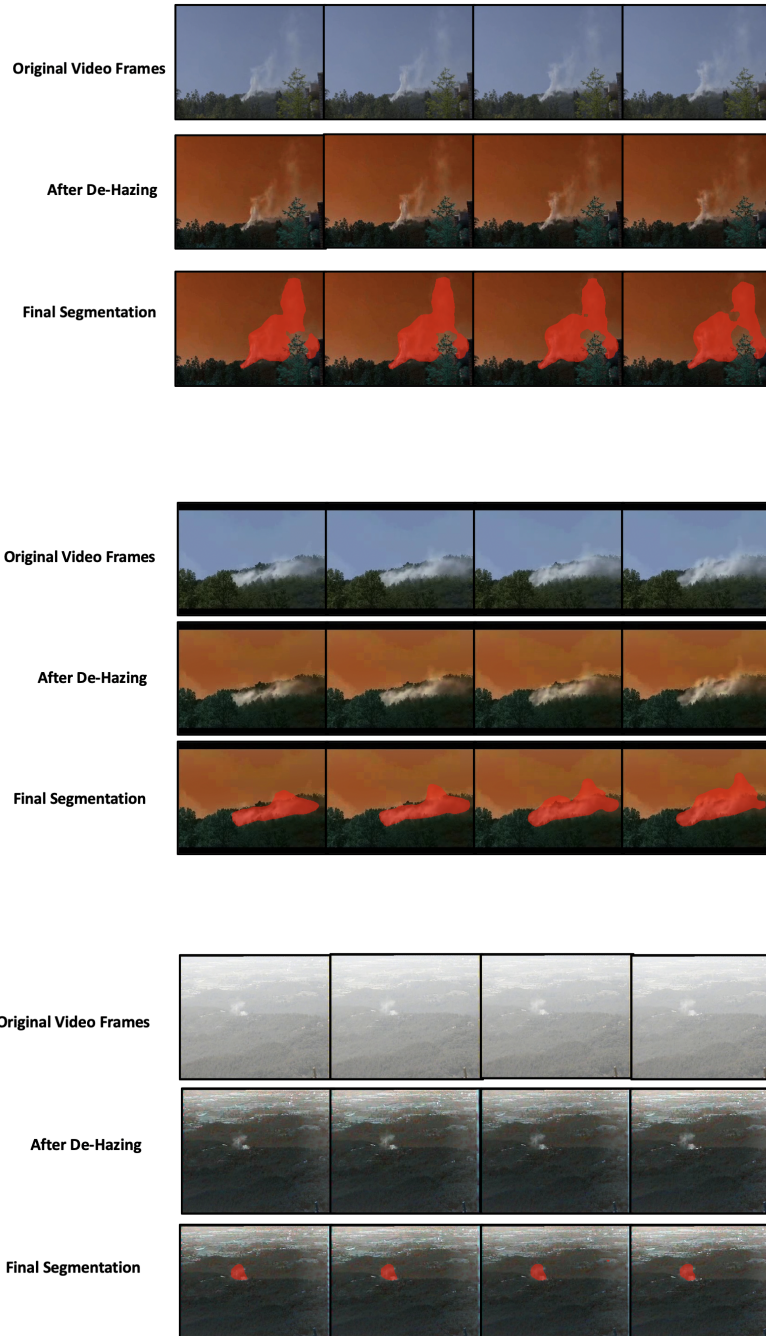 Original Video Frames
After De-Hazing
Final Segmentation
Original Video Frames
After De-Hazing
Final Segmentation
Original Video Frames
After De-Hazing
Final Segmentation